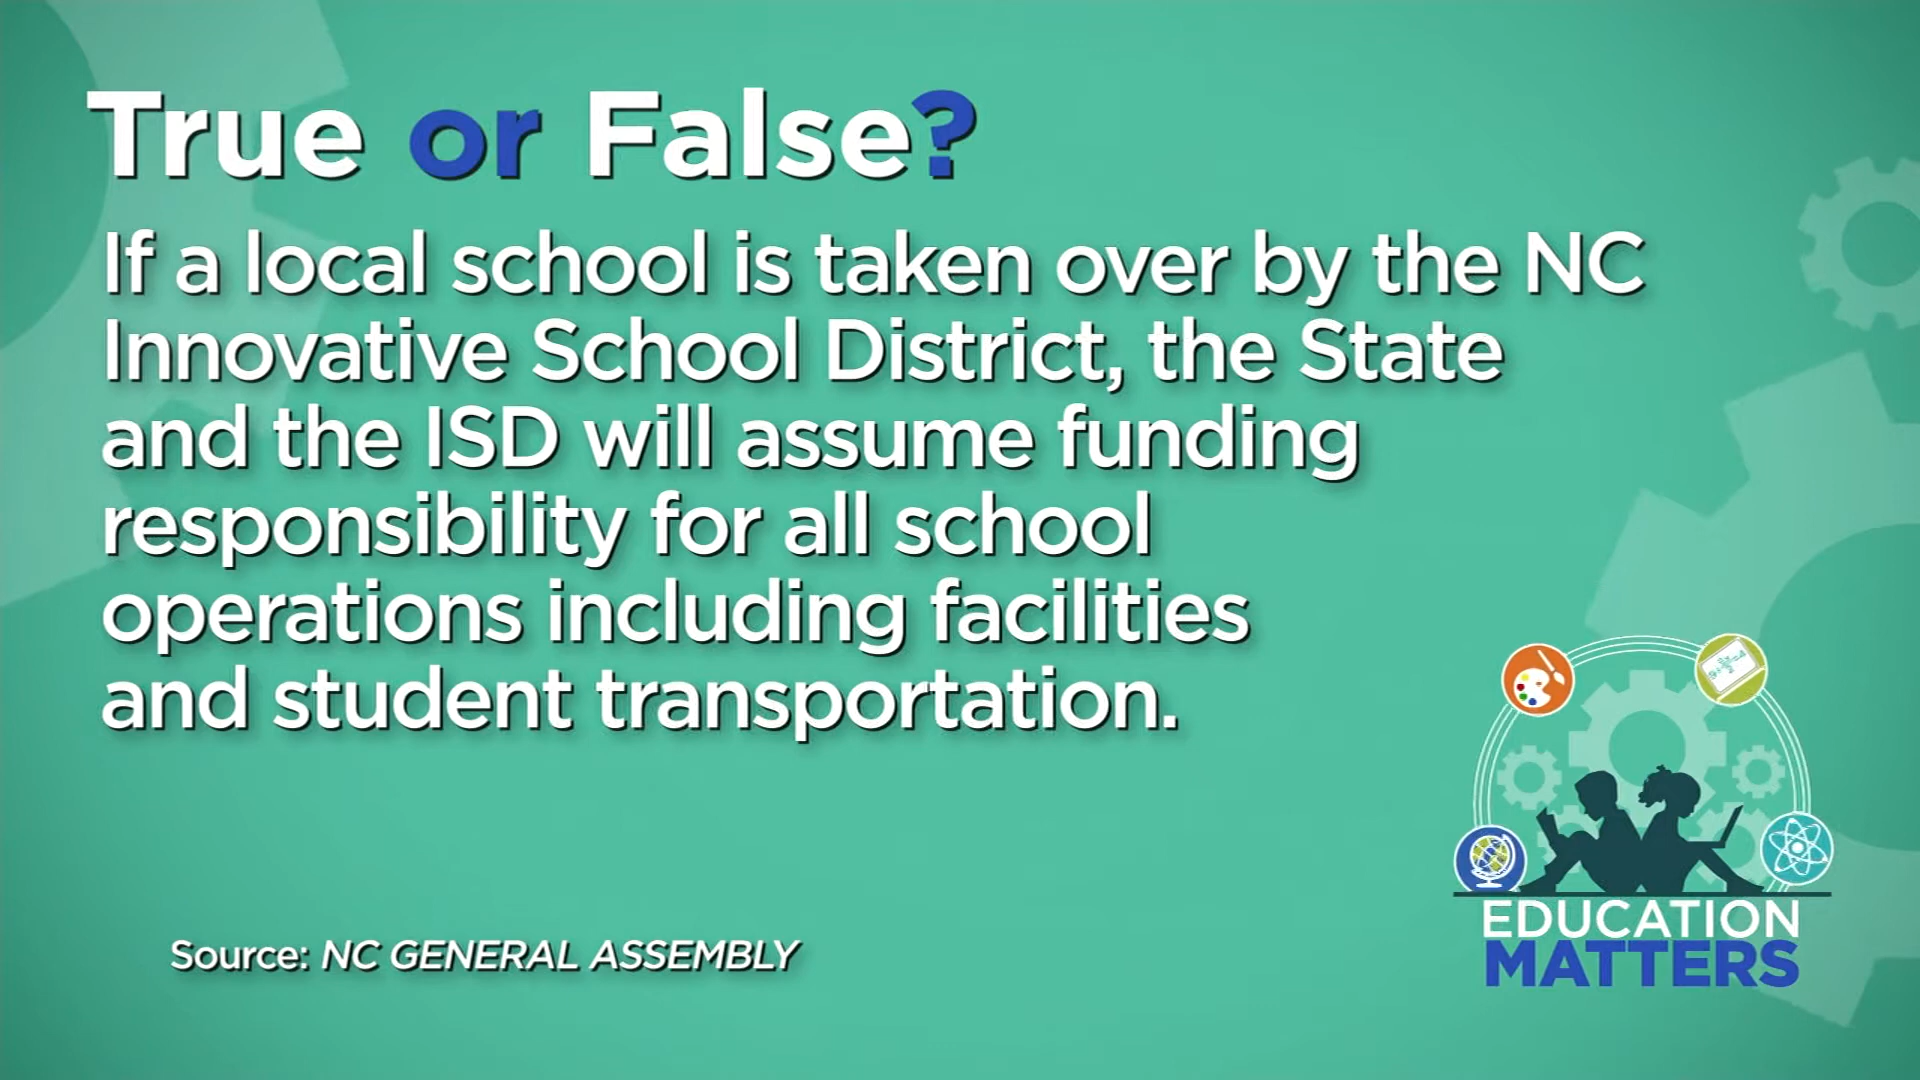 True or False?
If a local school is taken over by the NC
Innovative School District, the State
and the ISD will assume funding
responsibility for all school
operations including facilities
and student transportation.
Source: NC GENERAL ASSEMBLY
EDUCATION
MATTERS